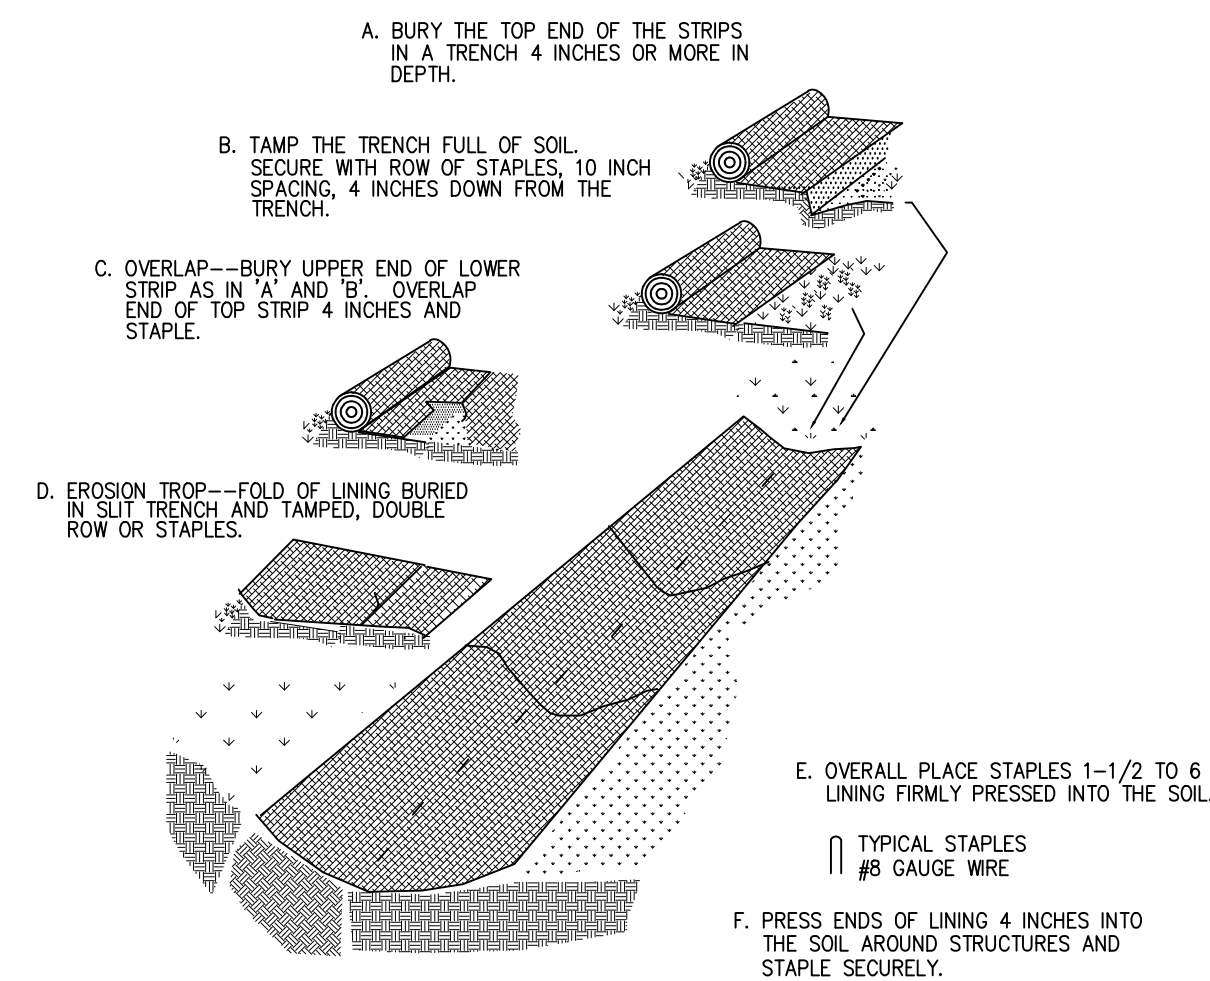 A. BURY THE TOP END OF THE STRIPS
IN A TRENCH 4 INCHES OR MORE IN
DEPTH.
B. TAMP THE TRENCH FULL OF SOIL.
SECURE WITH ROW OF STAPLES, 10 INCH
SPACING, 4 INCHES DOWN FROM THE
TRENCH.
C. OVERLAP--BURY UPPER END OF LOWER
STRIP AS IN 'A' AND 'B'. OVERLAP
END OF TOP STRIP 4 INCHES AND
STAPLE.
D. EROSION TROP--FOLD OF LINING BURIED
IN SLIT TRENCH AND TAMPED, DOUBLE
ROW OR STAPLES.
E. OVERALL PLACE STAPLES 1-1/2 TO 6
LINING FIRMLY PRESSED INTO THE SOIL.
TYPICAL STAPLES
#8 GAUGE WIRE
F. PRESS ENDS OF LINING 4 INCHES INTO
THE SOIL AROUND STRUCTURES AND
STAPLE SECURELY.